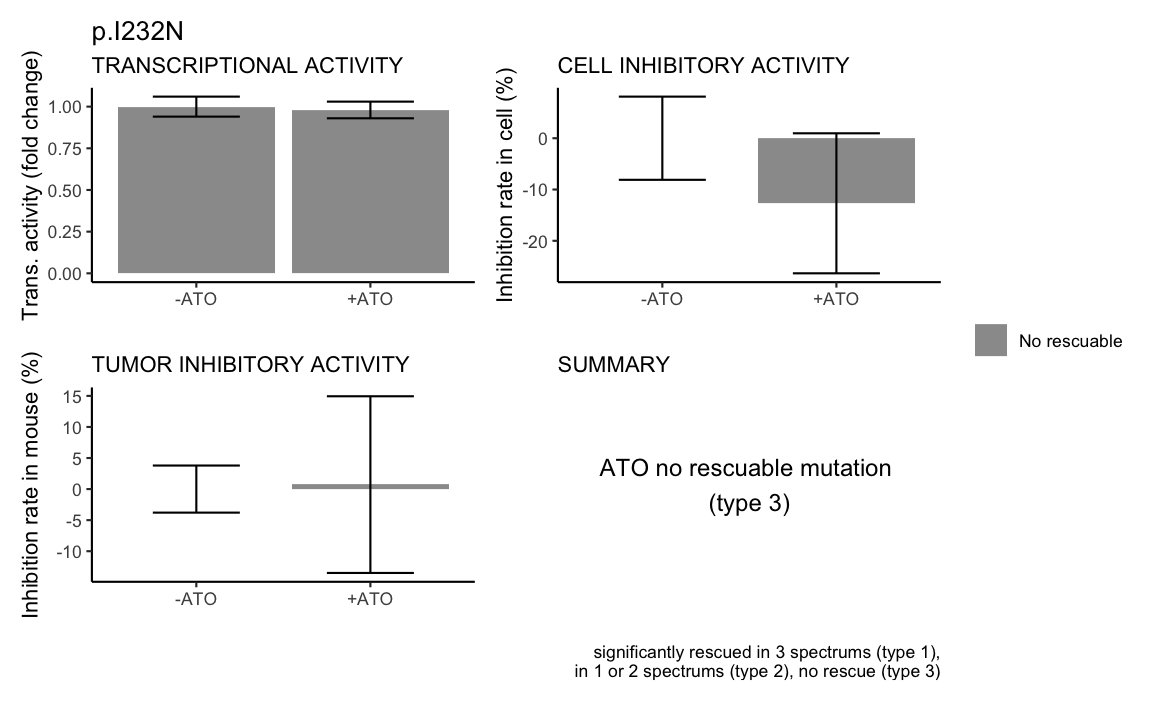 p.I232N
TRANSCRIPTIONAL ACTIVITY
Trans. activity (fold change)
1.00
0.75
0.50
0.25
0.00
-ATO
+ATO
CELL INHIBITORY ACTIVITY
Inhibition rate in cell (%)
0
-10
-20
-ATO
+ATO
No rescuable
TUMOR INHIBITORY ACTIVITY
Inhibition rate in mouse (%)
15
10
5
0
-5
-10
-ATO
+ATO
SUMMARY
ATO no rescuable mutation
(type 3)
significantly rescued in 3 spectrums (type 1),
in 1 or 2 spectrums (type 2), no rescue (type 3)